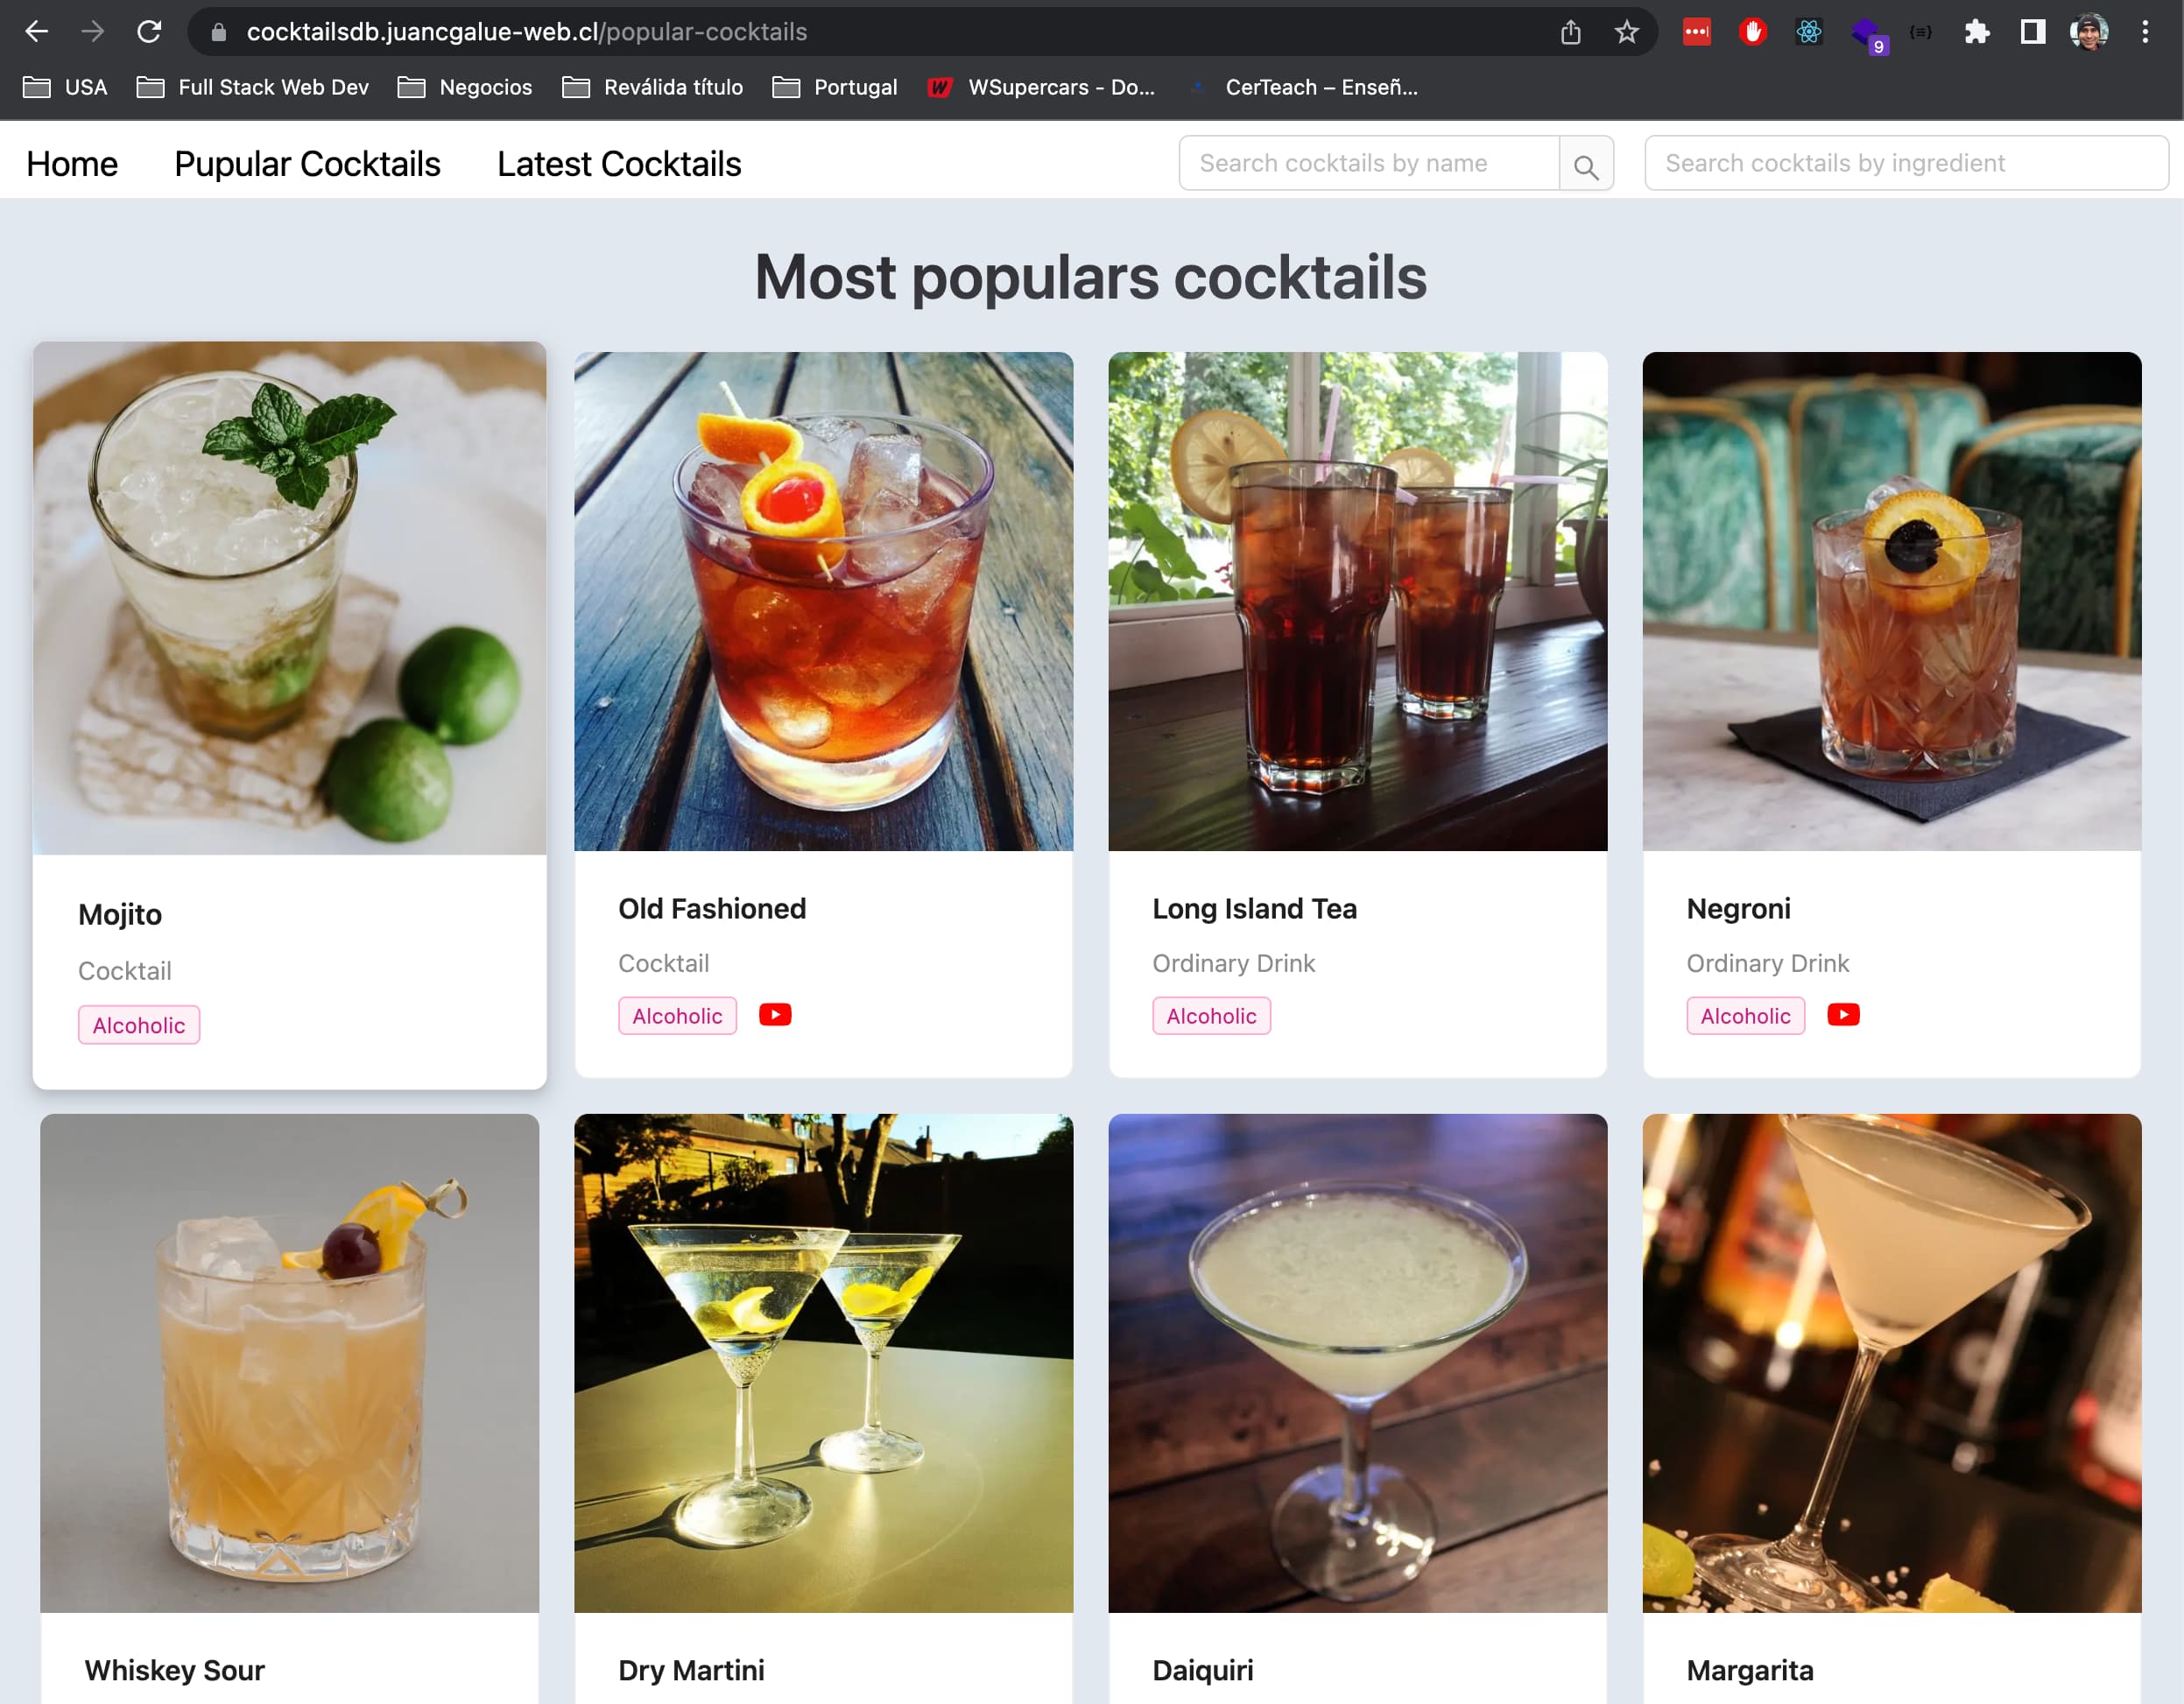 cocktailsdb.juancgalue-web.cl/popular-cocktails
9
USA Full Stack Web Dev Negocios Reválida título Portugal WSupercars - Do... CerTeach – Enseñ...
Home Pupular Cocktails Latest Cocktails Search cocktails by name Search cocktails by ingredient
Most populars cocktails
Mojito
Cocktail
Alcoholic
Old Fashioned
Cocktail
Alcoholic
Long Island Tea
Ordinary Drink
Alcoholic
Negroni
Ordinary Drink
Alcoholic
Whiskey Sour
Dry Martini
Daiquiri
Margarita